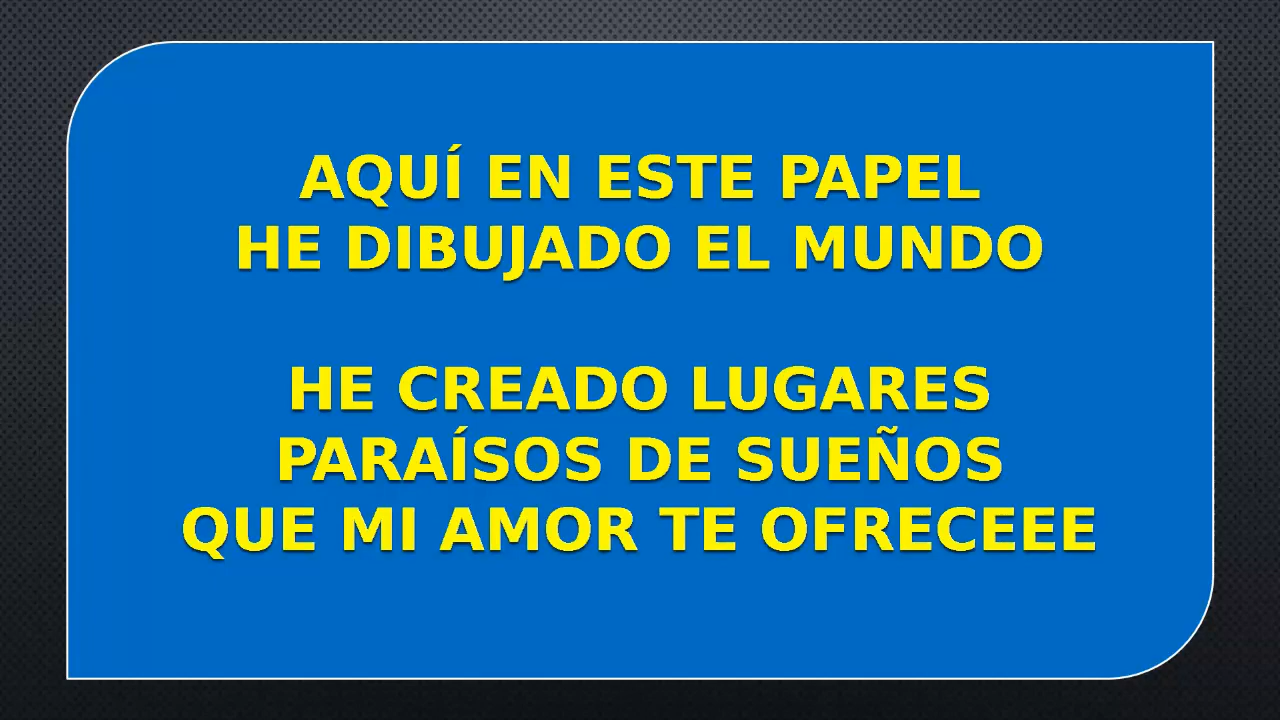 AQUÍ EN ESTE PAPEL
HE DIBUJADO EL MUNDO
HE CREADO LUGARES
PARAÍSOS DE SUEÑOS
QUE MI AMOR TE OFRECEEE